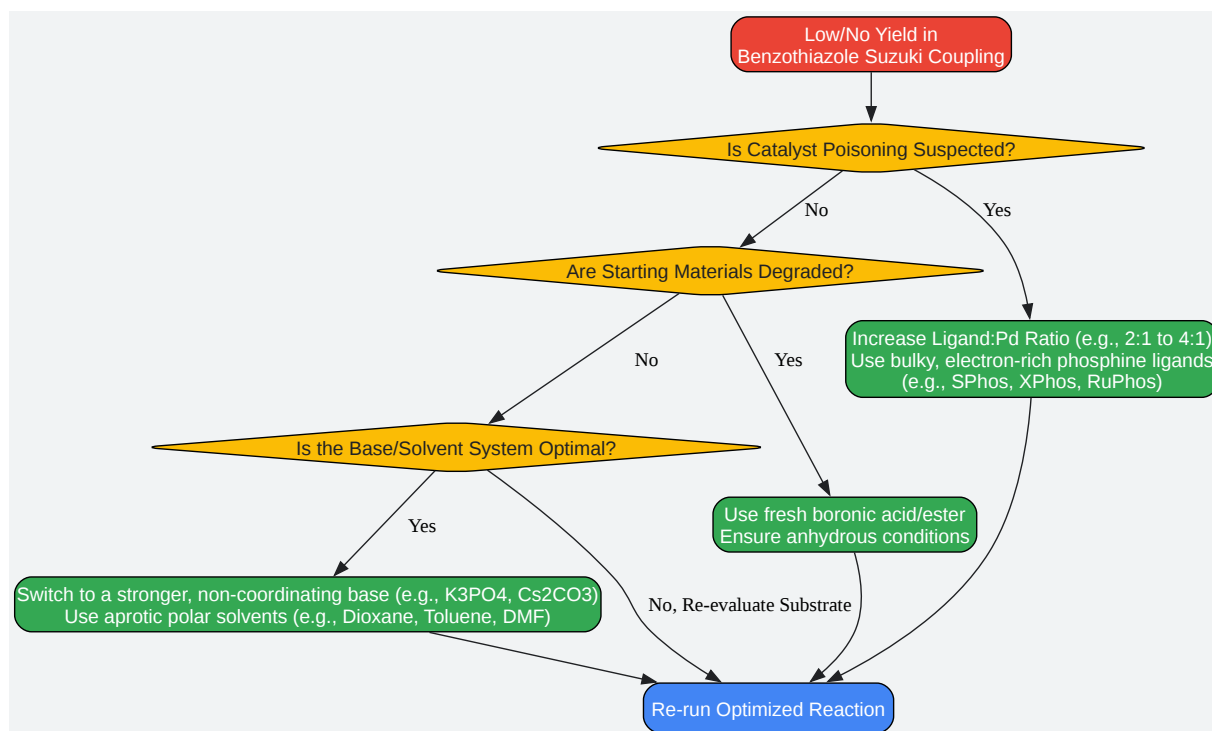 Low/No Yield in
Benzothiazole Suzuki Coupling
Is Catalyst Poisoning Suspected?
No
Yes
Are Starting Materials Degraded?
Increase Ligand:Pd Ratio (e.g., 2:1 to 4:1)
Use bulky, electron-rich phosphine ligands
(e.g., SPhos, XPhos, RuPhos)
No
Yes
Is the Base/Solvent System Optimal?
Use fresh boronic acid/ester
Ensure anhydrous conditions
Yes
Switch to a stronger, non-coordinating base (e.g., K3PO4, Cs2CO3)
Use aprotic polar solvents (e.g., Dioxane, Toluene, DMF)
No, Re-evaluate Substrate
Re-run Optimized Reaction